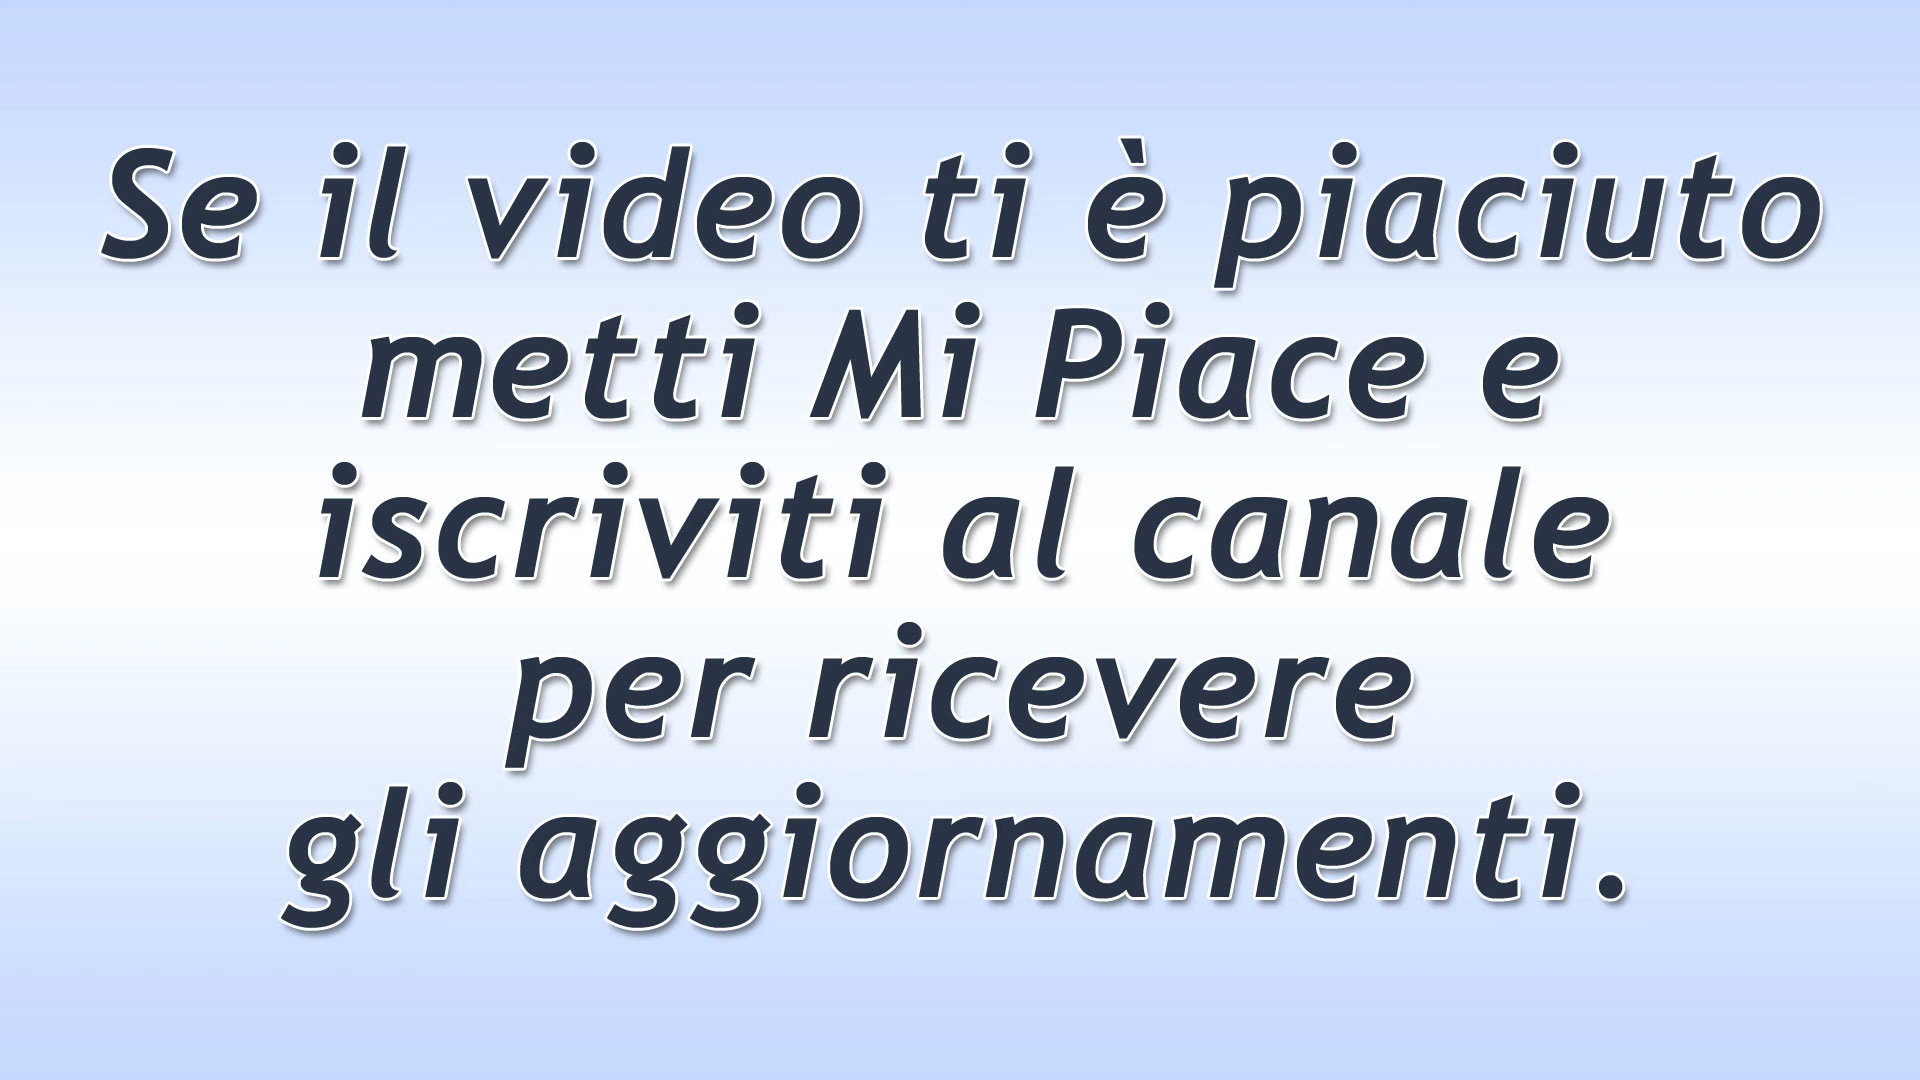 Se il video ti è piaciuto
metti Mi Piace e
iscriviti al canale
per ricevere
gli aggiornamenti.